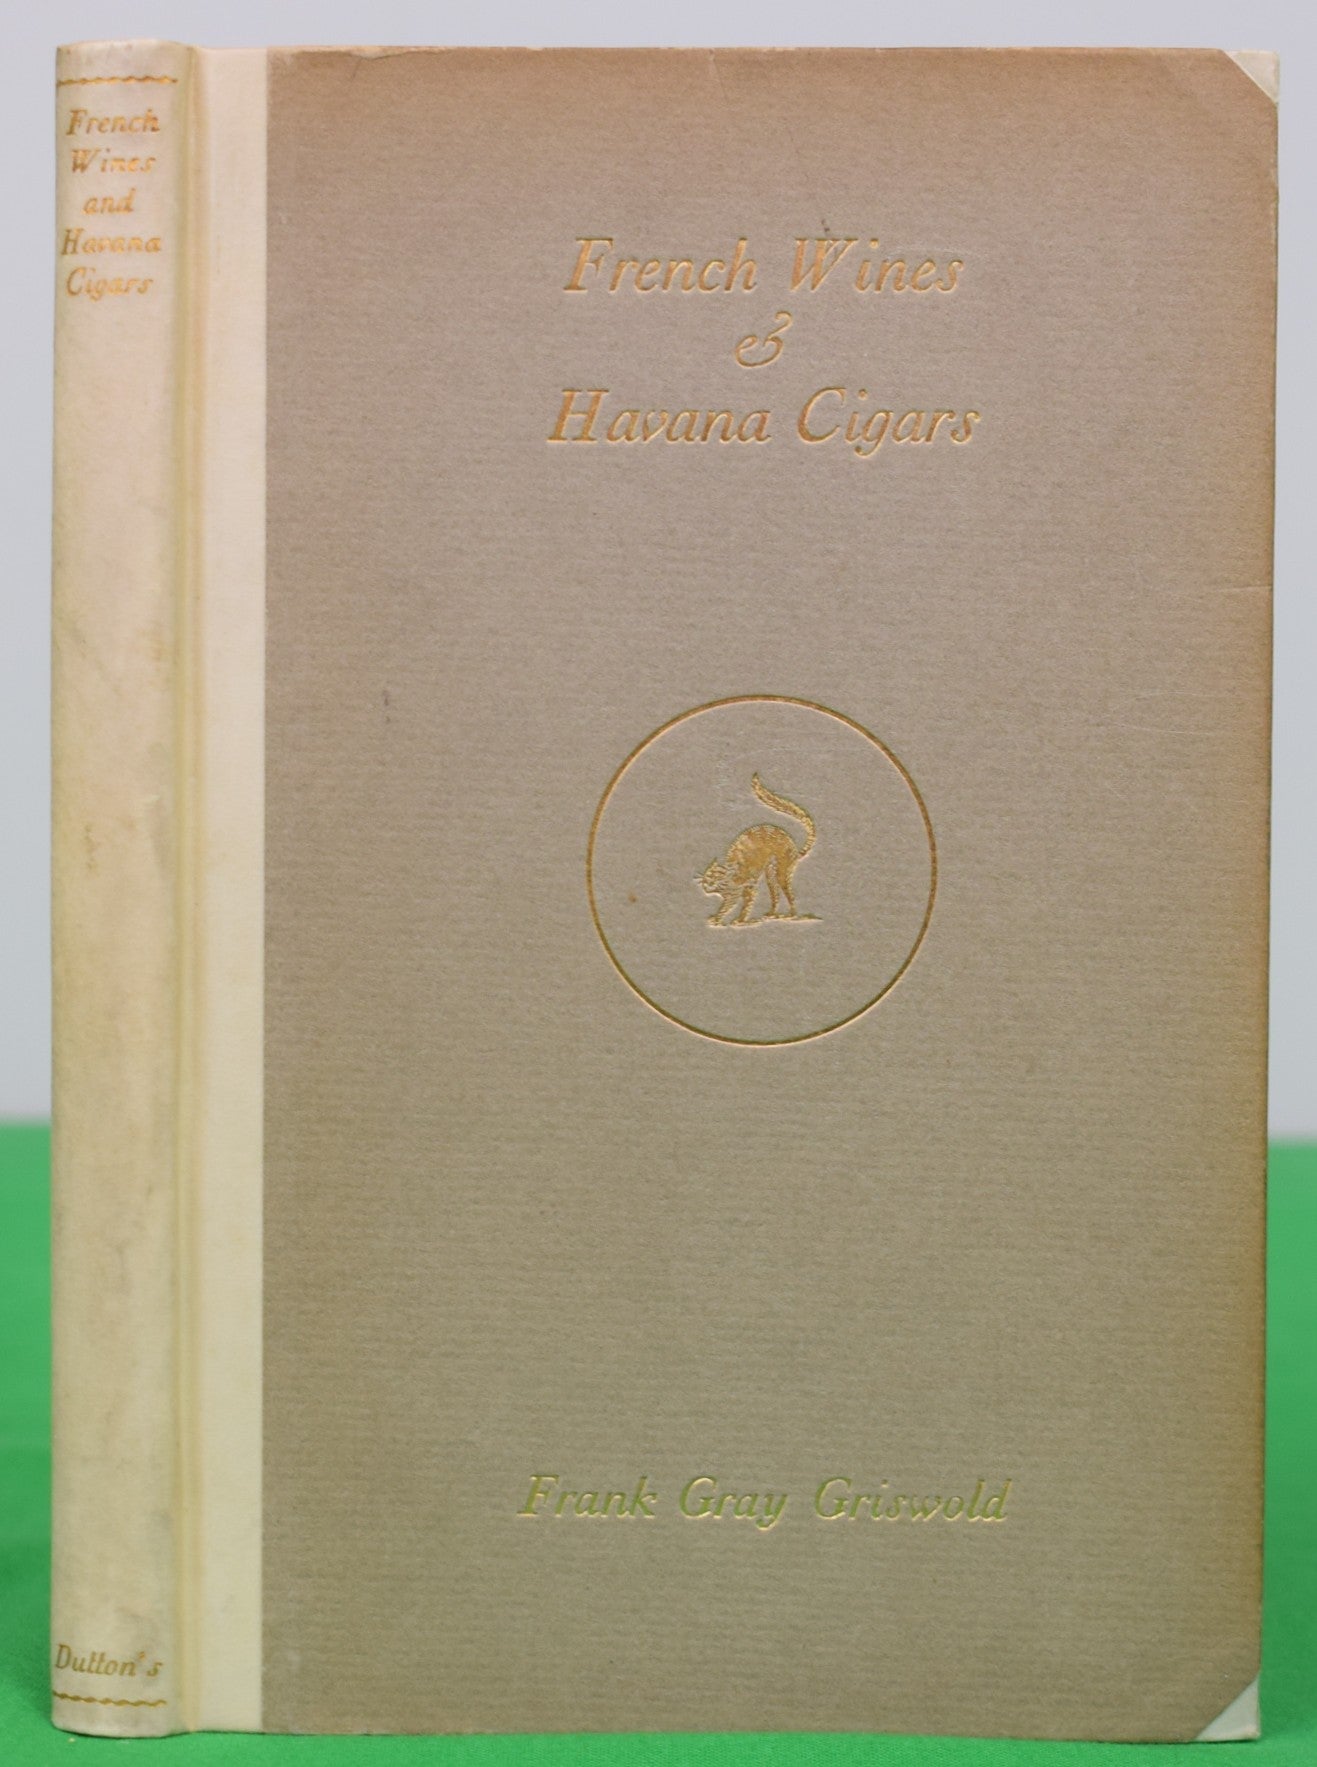 French
Wines
and
Havana
Cigars
Dutton's
French Wines
&
Havana Cigars
Frank Gray Griswold